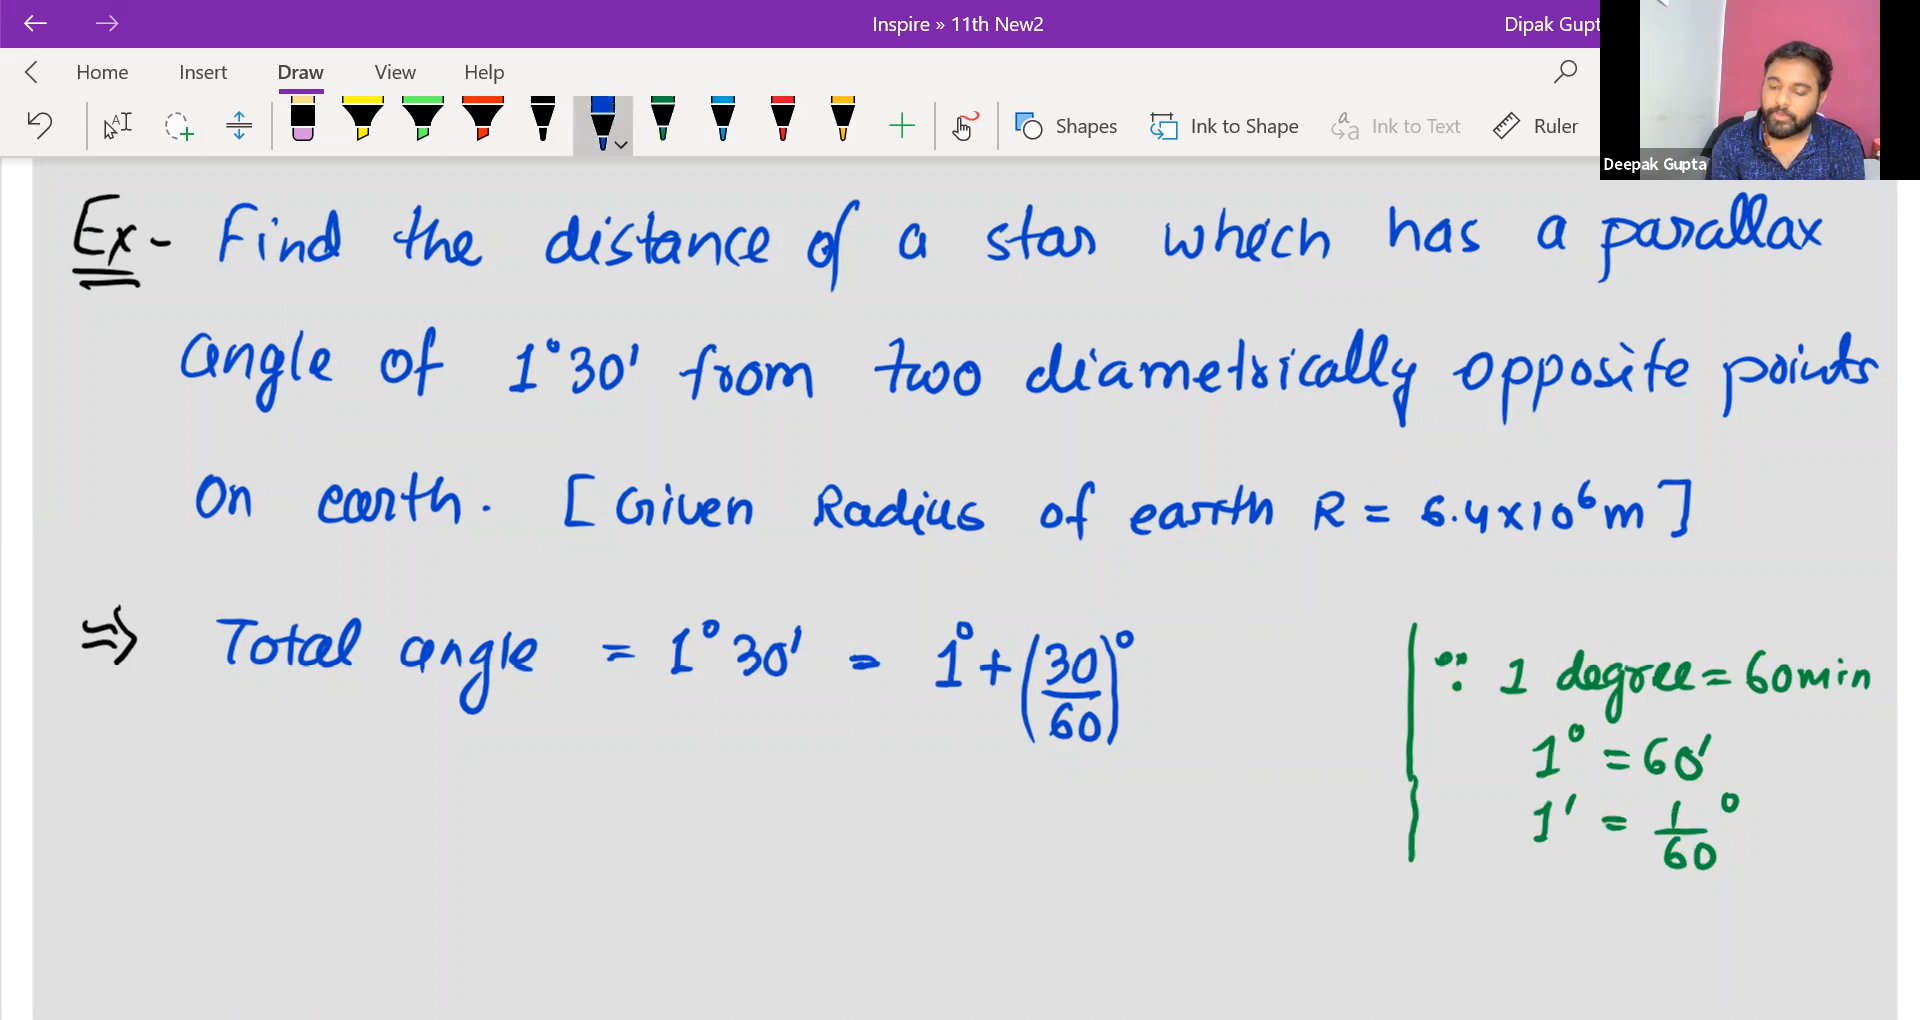 Inspire » 11th New2
Dipak Gupt
Home Insert Draw View Help
Shapes Ink to Shape Ink to Text Ruler
Deepak Gupta
Ex- Find the distance of a star which has a parallax
angle of 1°30' from two diametrically opposite points
on earth. [Given Radius of earth R = 6.4×10⁶m]
⇒ Total angle = 1°30' = 1° + (30/60)°
∵ 1 degree = 60min
1° = 60'
1' = 1/60°